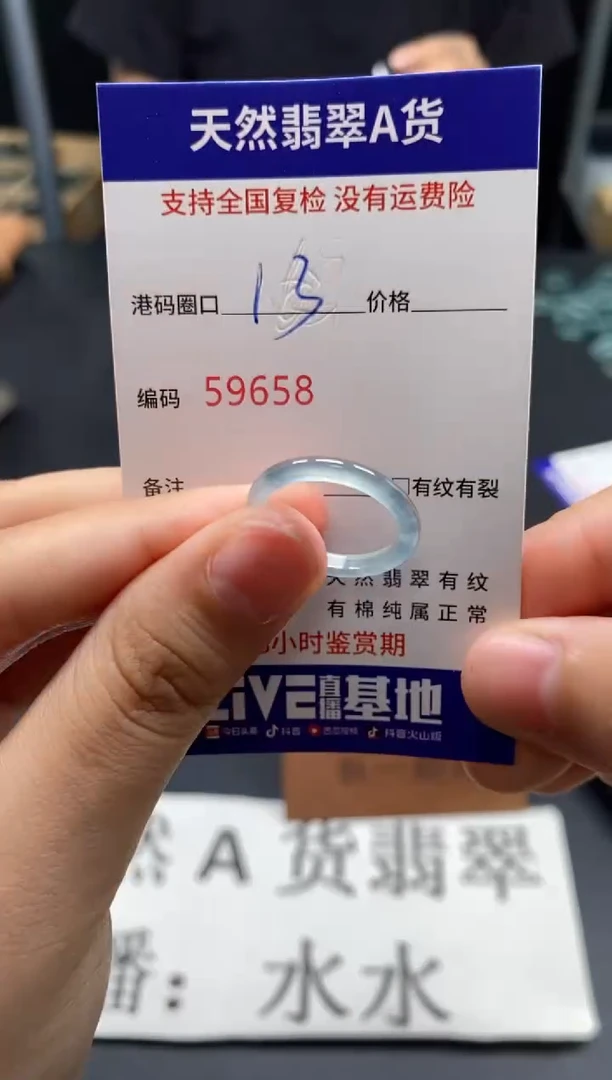 天然翡翠A货
支持全国复检 没有运费险
港码圈口 13 价格
编码 59658
备注 有纹有裂
天然翡翠有纹
有棉纯属正常
小时鉴赏期
LIVE直播基地
今日头条 抖音 西瓜视频 抖音火山版
然A货翡翠
播：水水